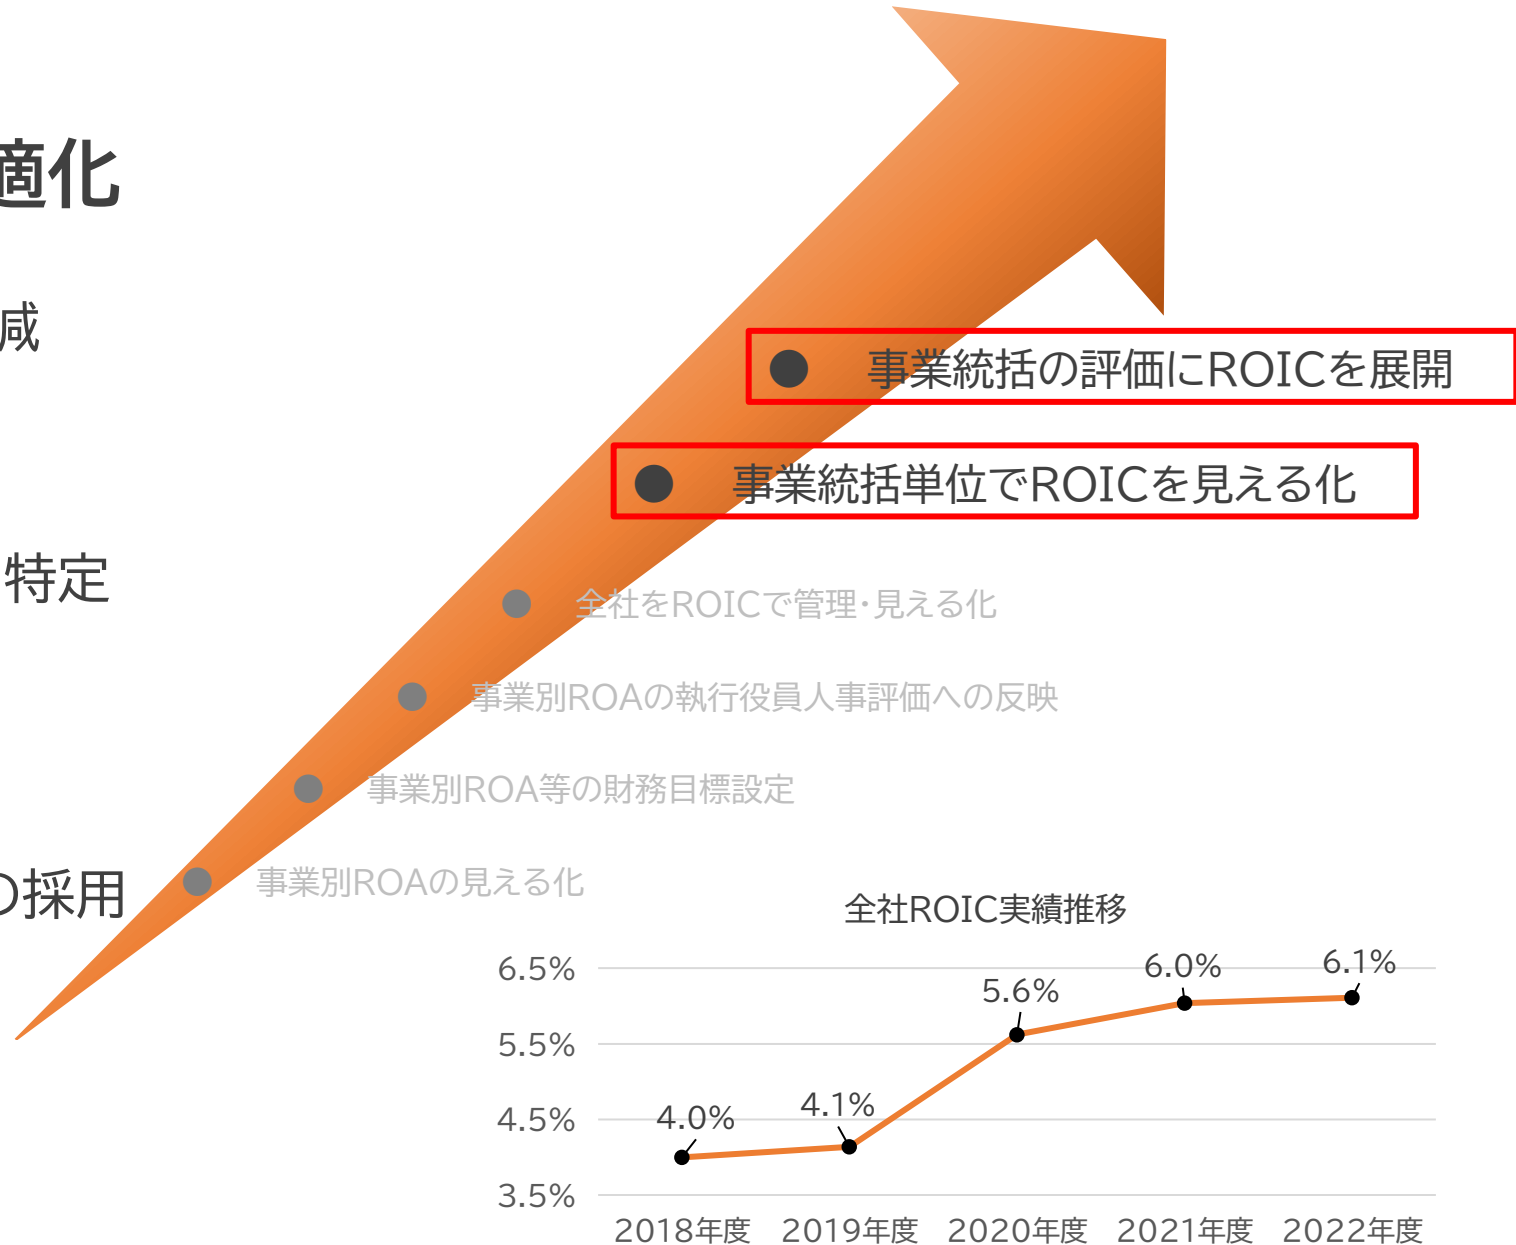 適化
減
特定
の採用
事業統括の評価にROICを展開
事業統括単位でROICを見える化
全社をROICで管理・見える化
事業別ROAの執行役員人事評価への反映
事業別ROA等の財務目標設定
事業別ROAの見える化
全社ROIC実績推移
6.5%
5.5%
4.5%
3.5%
4.0%
4.1%
5.6%
6.0%
6.1%
2018年度 2019年度 2020年度 2021年度 2022年度